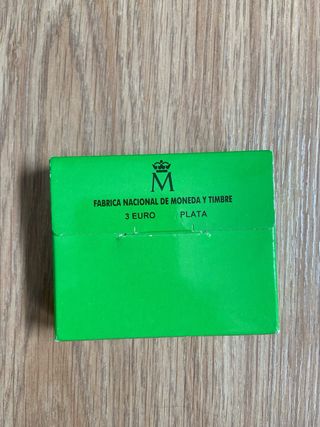 M
FABRICA NACIONAL DE MONEDA Y TIMBRE
3 EURO PLATA